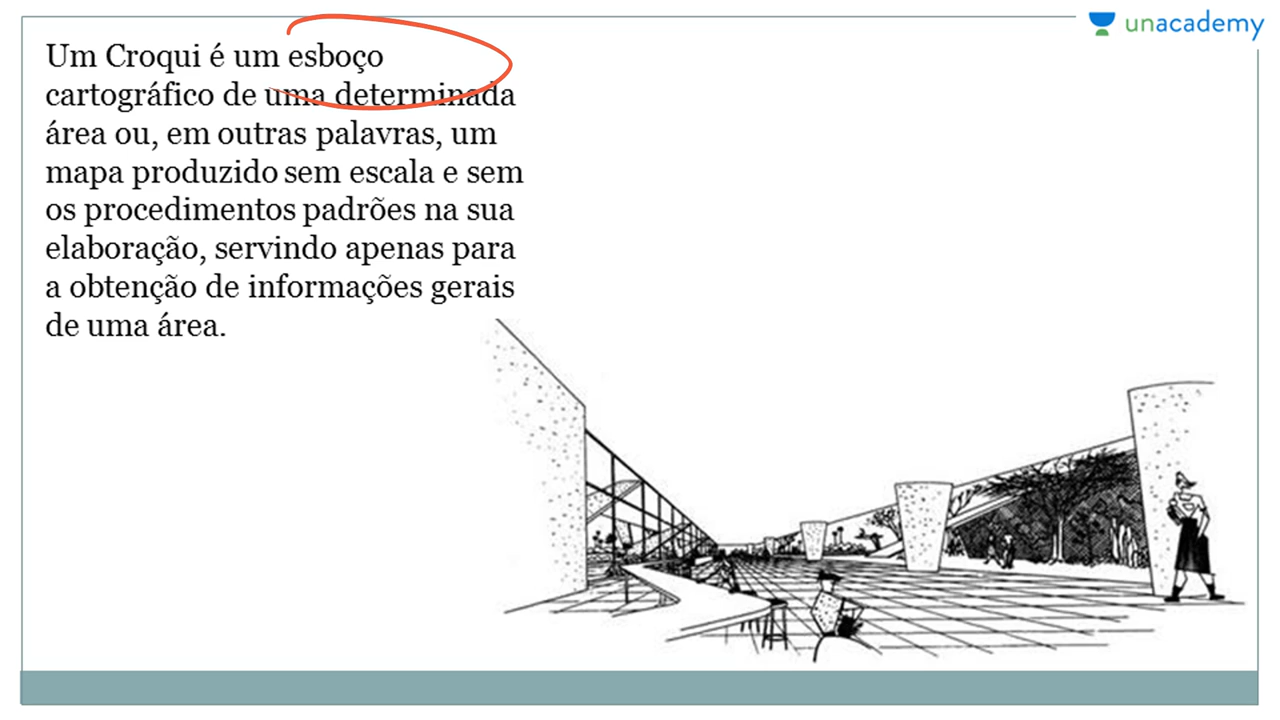 unacademy
Um Croqui é um esboço
cartográfico de uma determinada
área ou, em outras palavras, um
mapa produzido sem escala e sem
os procedimentos padrões na sua
elaboração, servindo apenas para
a obtenção de informações gerais
de uma área.